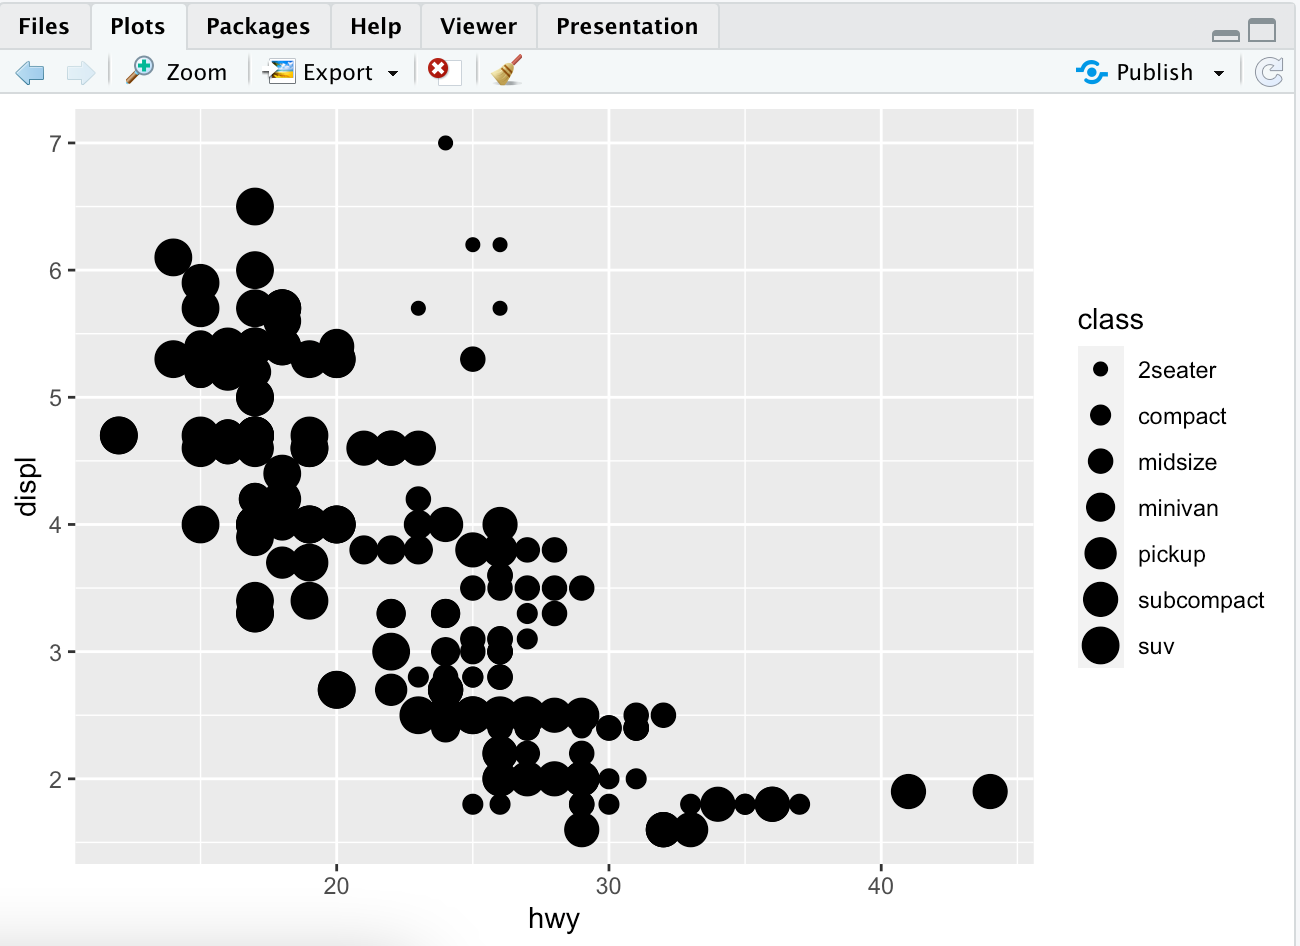 Files Plots Packages Help Viewer Presentation
Zoom Export Publish
7
6
5
4
3
2
displ
20 30 40
hwy
class
2seater
compact
midsize
minivan
pickup
subcompact
suv